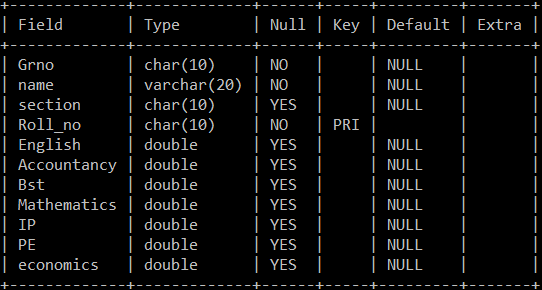 +-------------+-------------+------+-----+---------+-------+
| Field       | Type        | Null | Key | Default | Extra |
+-------------+-------------+------+-----+---------+-------+
| Grno        | char(10)    | NO   |     | NULL    |       |
| name        | varchar(20) | NO   |     | NULL    |       |
| section     | char(10)    | YES  |     | NULL    |       |
| Roll_no     | char(10)    | NO   | PRI |         |       |
| English     | double      | YES  |     | NULL    |       |
| Accountancy | double      | YES  |     | NULL    |       |
| Bst         | double      | YES  |     | NULL    |       |
| Mathematics | double      | YES  |     | NULL    |       |
| IP          | double      | YES  |     | NULL    |       |
| PE          | double      | YES  |     | NULL    |       |
| economics   | double      | YES  |     | NULL    |       |
+-------------+-------------+------+-----+---------+-------+